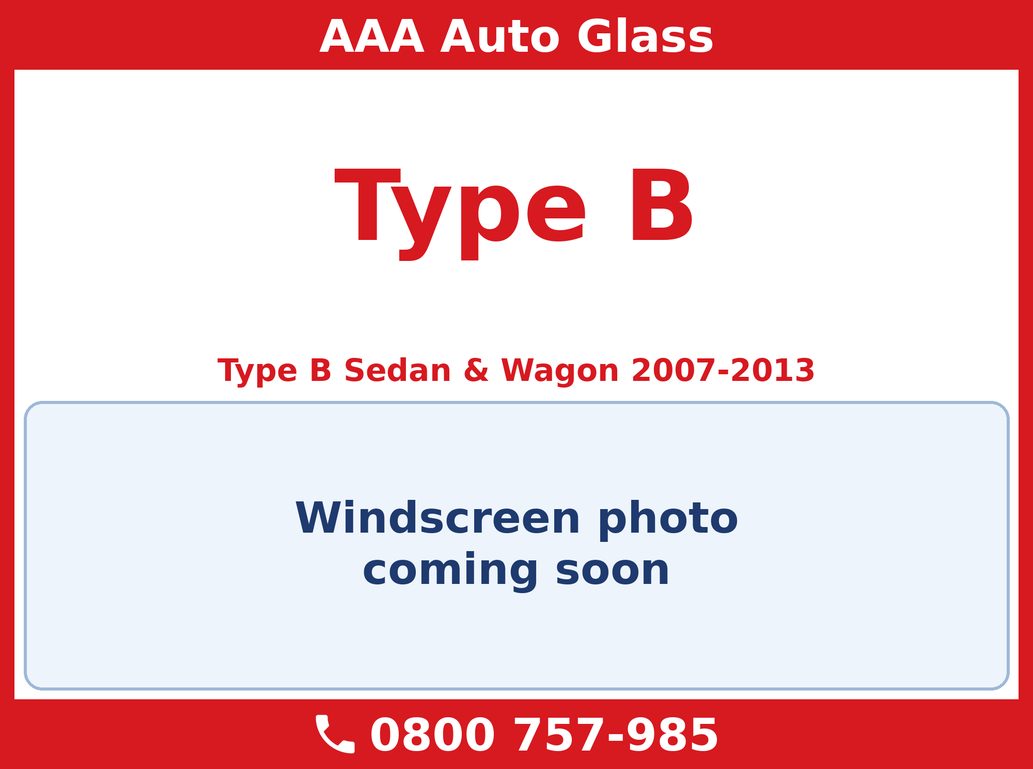 AAA Auto Glass
Type B
Type B Sedan & Wagon 2007-2013
Windscreen photo
coming soon
0800 757-985